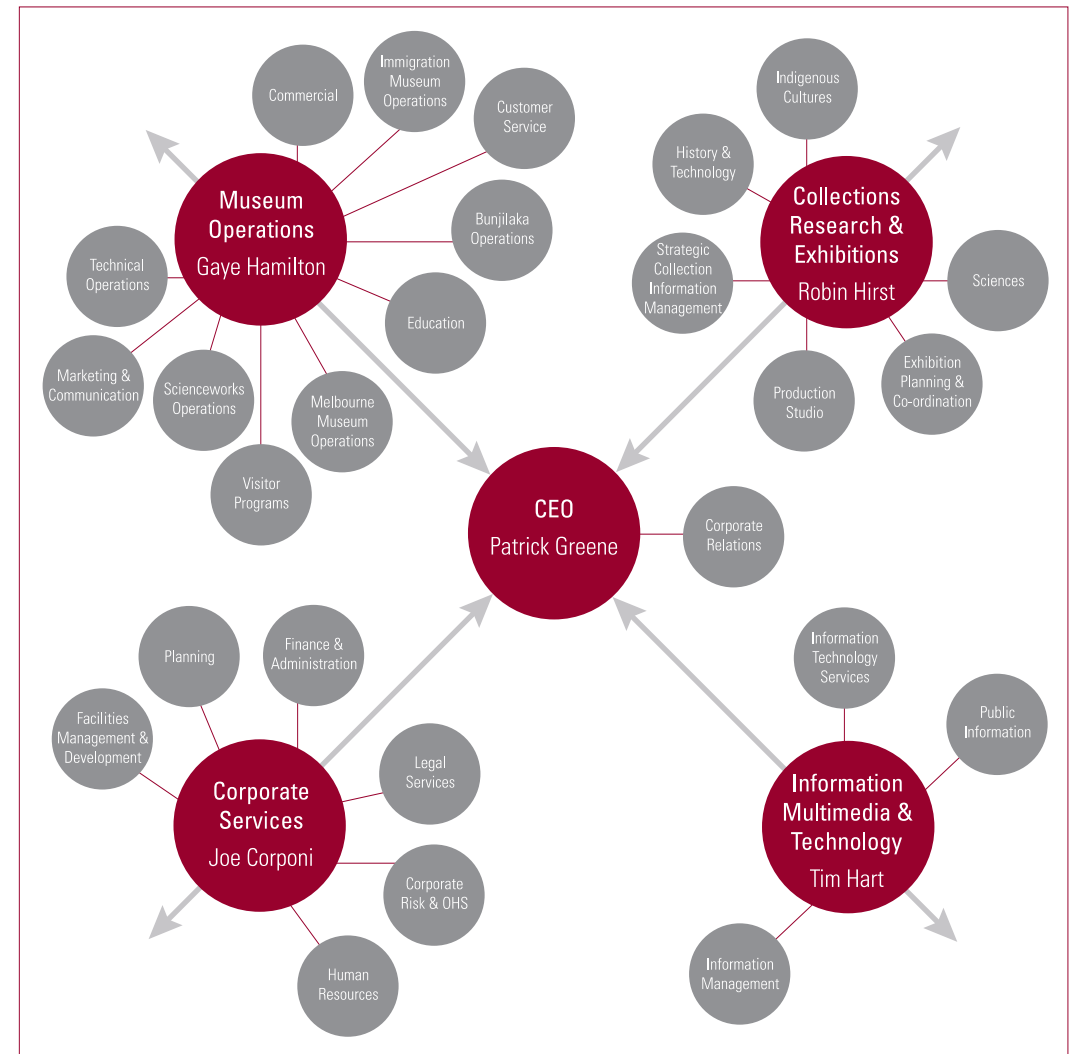 Commercial
Immigration
Museum
Operations
Customer
Service
Bunjilaka
Operations
Education
Melbourne
Museum
Operations
Visitor
Programs
Scienceworks
Operations
Marketing &
Communication
Technical
Operations
Museum
Operations
Gaye Hamilton
Indigenous
Cultures
History &
Technology
Strategic
Collection
Information
Management
Production
Studio
Exhibition
Planning &
Co-ordination
Sciences
Collections
Research &
Exhibitions
Robin Hirst
CEO
Patrick Greene
Corporate
Relations
Planning
Finance &
Administration
Facilities
Management &
Development
Legal
Services
Corporate
Risk & OHS
Human
Resources
Corporate
Services
Joe Corponi
Information
Technology
Services
Public
Information
Information
Multimedia &
Technology
Tim Hart
Information
Management